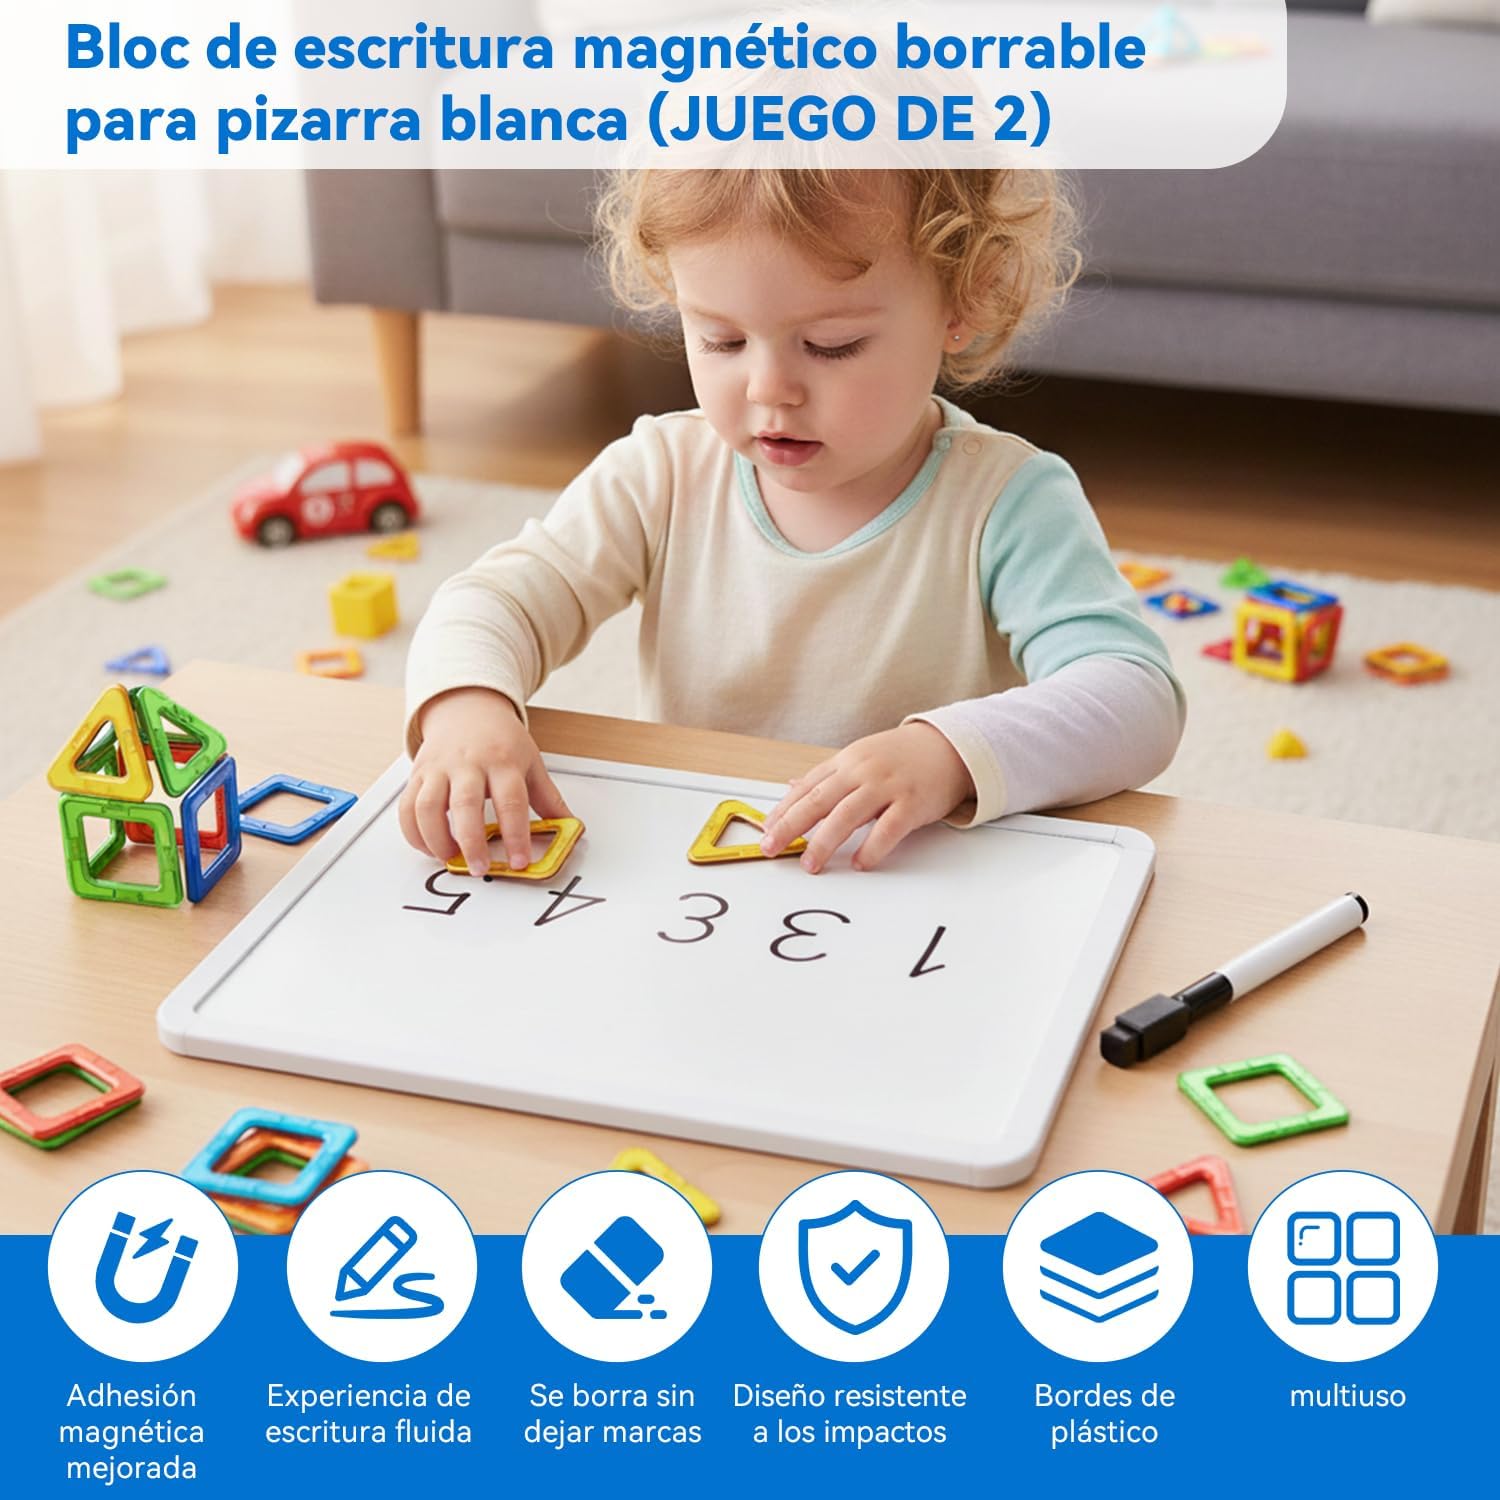 Bloc de escritura magnético borrable
para pizarra blanca (JUEGO DE 2)
1 3 3 4 5
Adhesión
magnética
mejorada
Experiencia de
escritura fluida
Se borra sin
dejar marcas
Diseño resistente
a los impactos
Bordes de
plástico
multiuso